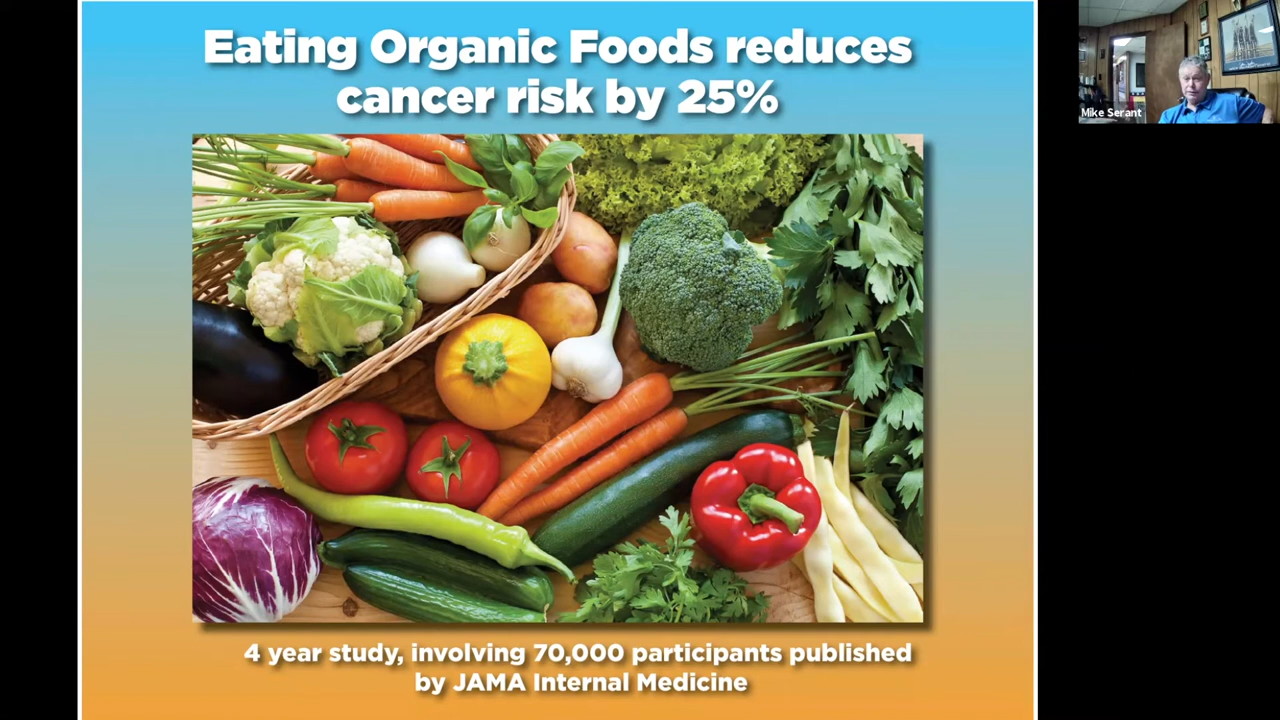 Eating Organic Foods reduces
cancer risk by 25%
Mike Serant
4 year study, involving 70,000 participants published
by JAMA Internal Medicine